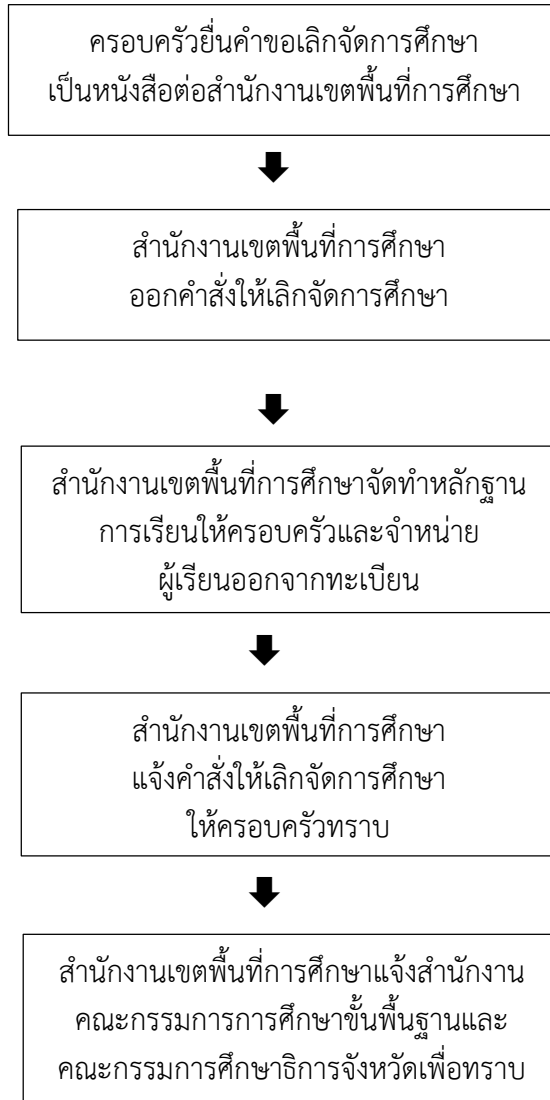 ครอบครัวยื่นคำขอเลิกจัดการศึกษา
เป็นหนังสือต่อสำนักงานเขตพื้นที่การศึกษา
สำนักงานเขตพื้นที่การศึกษา
ออกคำสั่งให้เลิกจัดการศึกษา
สำนักงานเขตพื้นที่การศึกษาจัดทำหลักฐาน
การเรียนให้ครอบครัวและจำหน่าย
ผู้เรียนออกจากทะเบียน
สำนักงานเขตพื้นที่การศึกษา
แจ้งคำสั่งให้เลิกจัดการศึกษา
ให้ครอบครัวทราบ
สำนักงานเขตพื้นที่การศึกษาแจ้งสำนักงาน
คณะกรรมการการศึกษาขั้นพื้นฐานและ
คณะกรรมการศึกษาธิการจังหวัดเพื่อทราบ